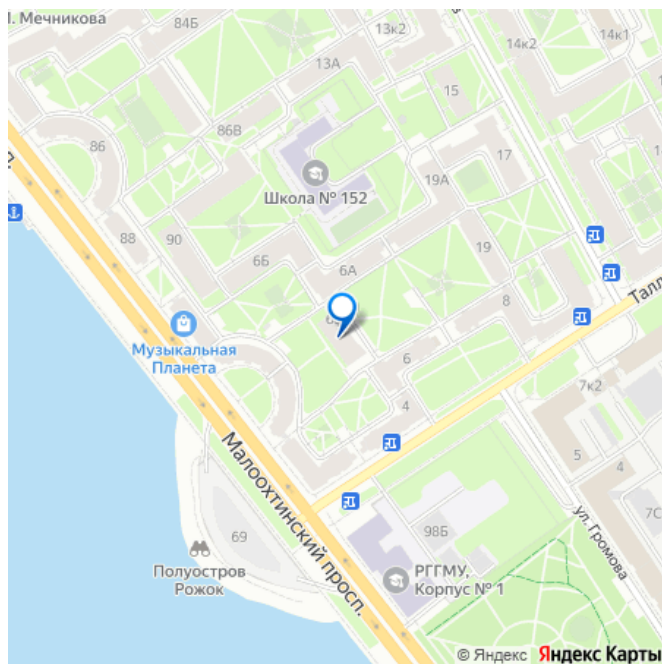 . Мечникова
84Б
13к2
14к2
14к1
13А
15
86В
86
17
Школа № 152
19А
88
90
6Б
6А
19
8
Талл
Музыкальная
Планета
6
4
7к2
Малоохтинский просп.
5
4
7С
ул. Громова
69
98Б
Полуостров
Рожок
РГГМУ,
Корпус № 1
© Яндекс Яндекс Карты